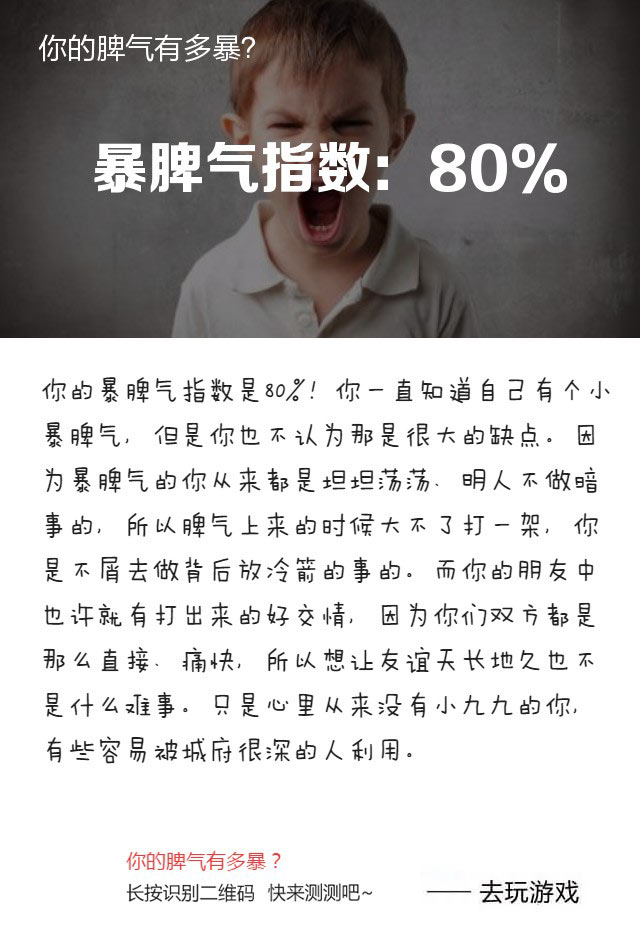 你的脾气有多暴？
暴脾气指数：80%
你的暴脾气指数是80%！你一直知道自己有个小
暴脾气，但是你也不认为那是很大的缺点。因
为暴脾气的你从来都是坦坦荡荡、明人不做暗
事的，所以脾气上来的时候大不了打一架，你
是不屑去做背后放冷箭的事的。而你的朋友中
也许就有打出来的好交情，因为你们双方都是
那么直接、痛快，所以想让友谊天长地久也不
是什么难事。只是心里从来没有小九九的你，
有些容易被城府很深的人利用。
你的脾气有多暴？
长按识别二维码 快来测测吧~
—— 去玩游戏